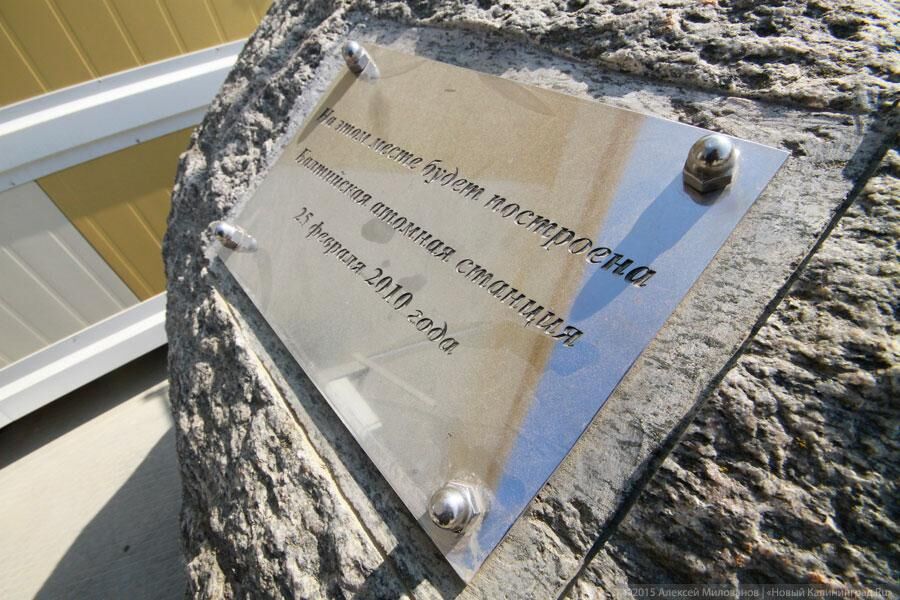 На этом месте будет построена
Балтийская атомная станция
25 февраля 2010 года
©2015 Алексей Милованов | «Новый Калининград.Ru»